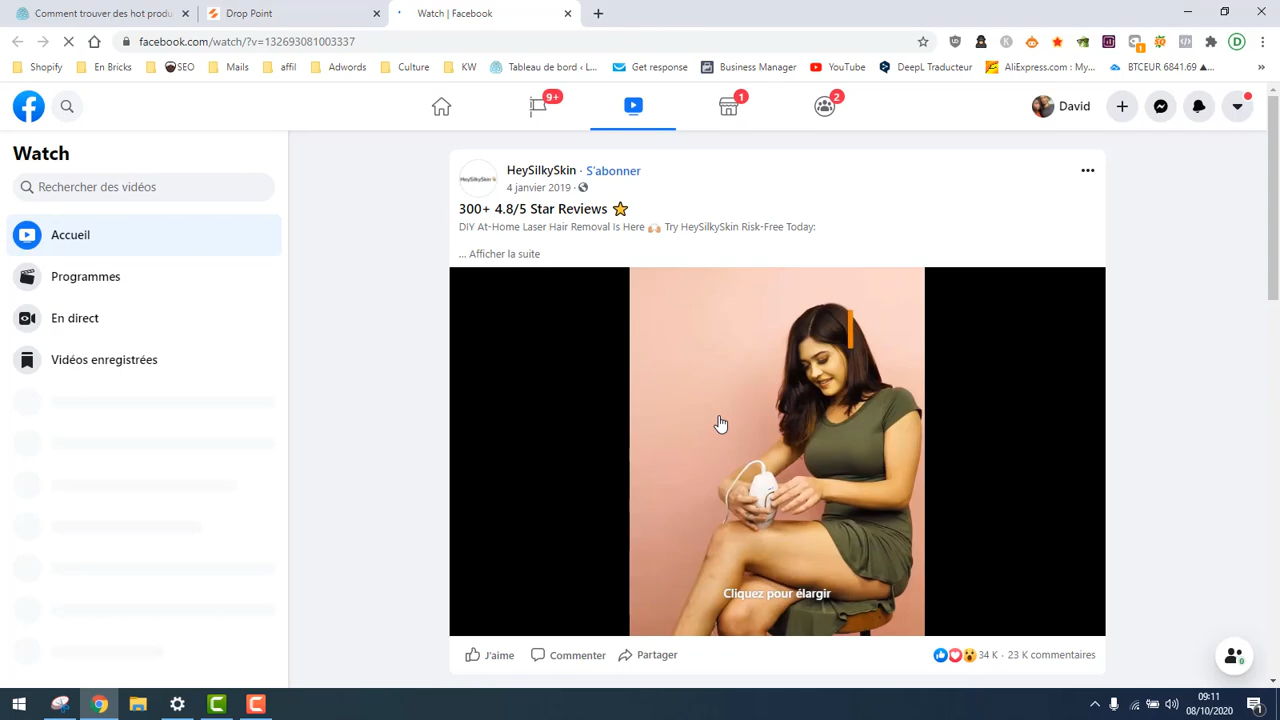 Comment trouver des hot produ
Drop Point
Watch | Facebook
facebook.com/watch/?v=132693081003337
Shopify
En Bricks
SEO
Mails
affil
Adwords
Culture
KW
Tableau de bord ‹ L...
Get response
Business Manager
YouTube
DeepL Traducteur
AliExpress.com : My...
BTCEUR 6841.69 ▲...
»
9+
1
2
David
Watch
Rechercher des vidéos
Accueil
Programmes
En direct
Vidéos enregistrées
HeySilkySkin · S'abonner
4 janvier 2019 ·
300+ 4.8/5 Star Reviews ⭐
DIY At-Home Laser Hair Removal Is Here 🙌🏼 Try HeySilkySkin Risk-Free Today:
... Afficher la suite
Cliquez pour élargir
J'aime
Commenter
Partager
34 K · 23 K commentaires
09:11
08/10/2020